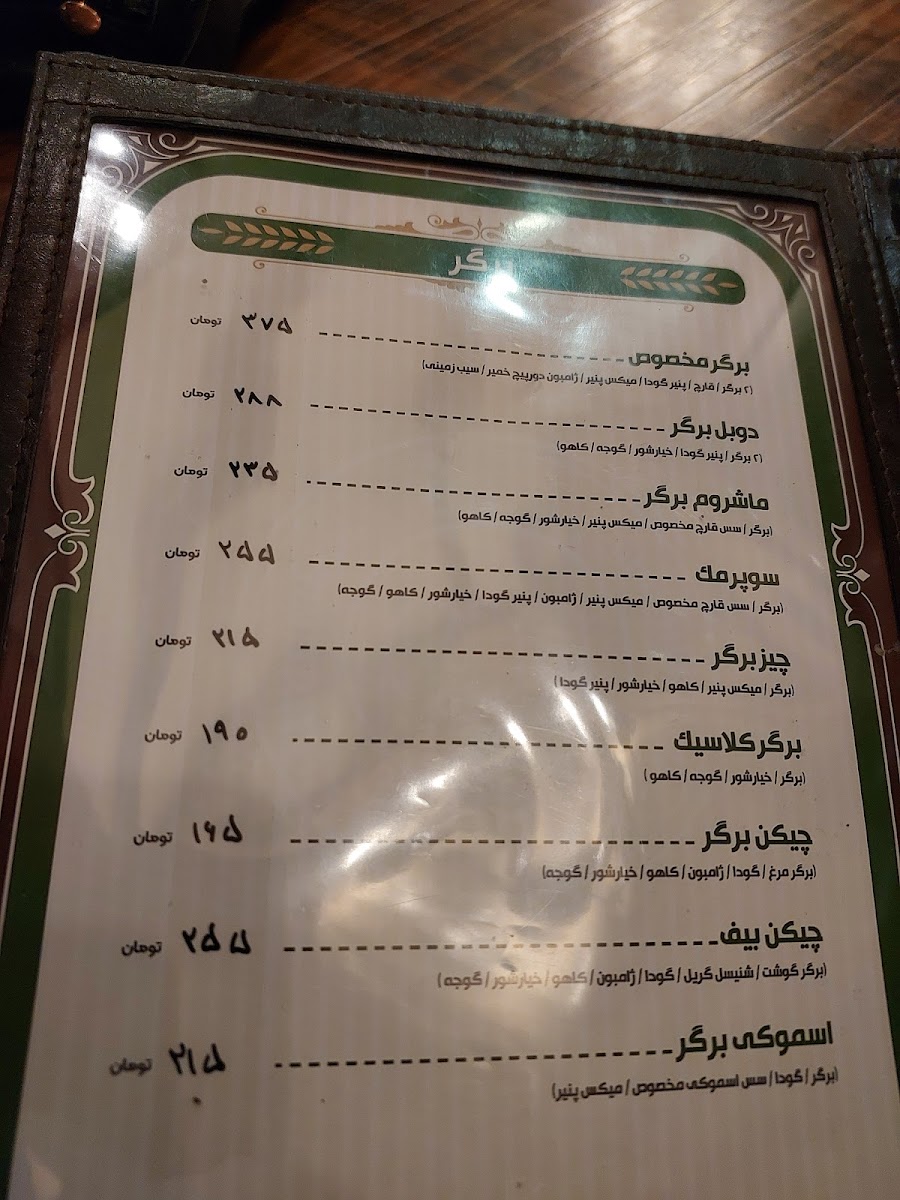 برگر
برگر مخصوص ۳۷۵ تومان
(۲ برگر / قارچ / پنیر گودا / میکس پنیر / ژامبون دورپیچ خمیر / سیب زمینی)
دوبل برگر ۲۸۸ تومان
(۲ برگر / پنیر گودا / خیارشور / گوجه / کاهو)
ماشروم برگر ۲۳۵ تومان
(برگر / سس قارچ مخصوص / میکس پنیر / خیارشور / گوجه / کاهو)
سوپرمک ۲۵۵ تومان
(برگر / سس قارچ مخصوص / میکس پنیر / ژامبون / پنیر گودا / خیارشور / کاهو / گوجه)
چیز برگر ۲۱۵ تومان
(برگر / میکس پنیر / کاهو / خیارشور / پنیر گودا )
برگر کلاسیک ۱۹۵ تومان
(برگر / خیارشور / گوجه / کاهو )
چیکن برگر ۱۶۵ تومان
(برگر مرغ / گودا / ژامبون / کاهو / خیارشور / گوجه)
چیکن بیف ۲۵۵ تومان
(برگر گوشت / شنیسل گریل / گودا / ژامبون / کاهو / خیارشور / گوجه )
اسموکی برگر ۲۱۵ تومان
(برگر / گودا / سس اسموکی مخصوص / میکس پنیر)